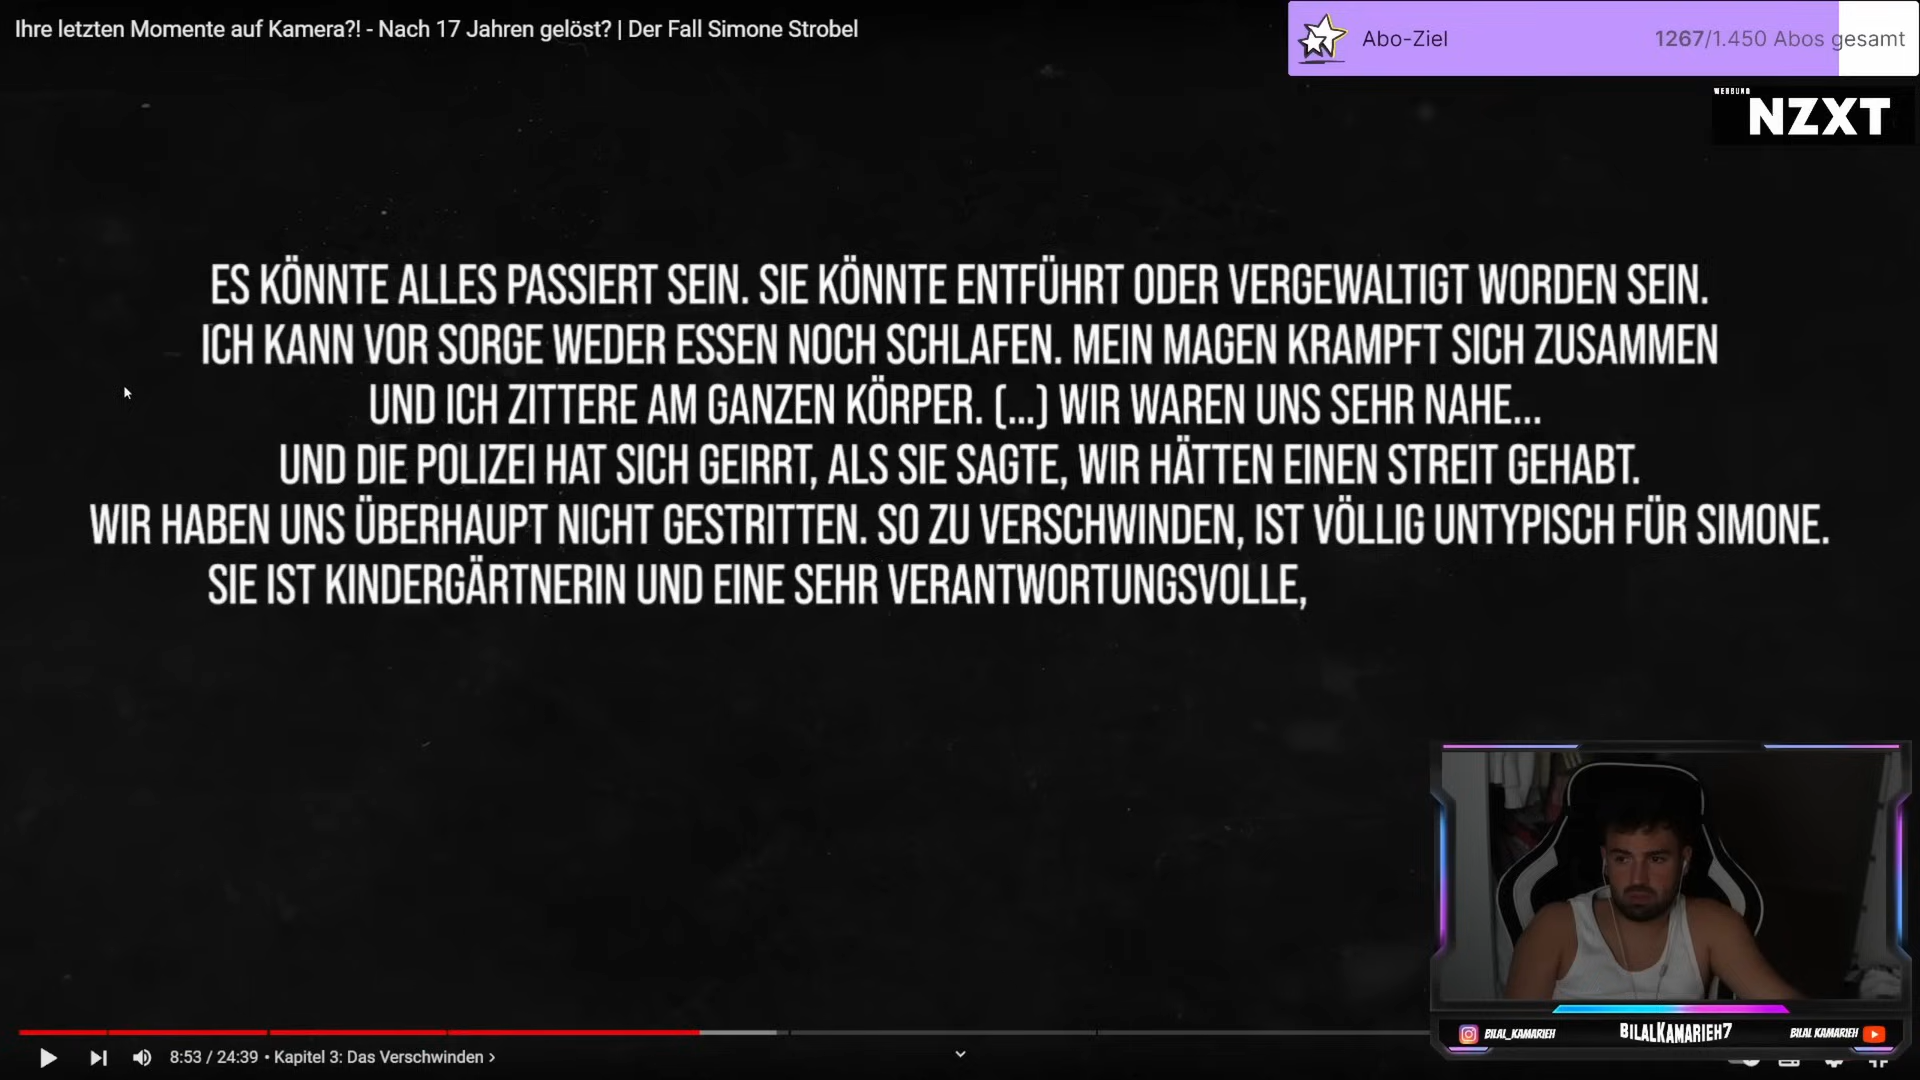 Ihre letzten Momente auf Kamera?! - Nach 17 Jahren gelöst? | Der Fall Simone Strobel
Abo-Ziel
1267/1.450 Abos gesamt
WERBUNG
NZXT
ES KÖNNTE ALLES PASSIERT SEIN. SIE KÖNNTE ENTFÜHRT ODER VERGEWALTIGT WORDEN SEIN.
ICH KANN VOR SORGE WEDER ESSEN NOCH SCHLAFEN. MEIN MAGEN KRAMPFT SICH ZUSAMMEN
UND ICH ZITTERE AM GANZEN KÖRPER. (...) WIR WAREN UNS SEHR NAHE...
UND DIE POLIZEI HAT SICH GEIRRT, ALS SIE SAGTE, WIR HÄTTEN EINEN STREIT GEHABT.
WIR HABEN UNS ÜBERHAUPT NICHT GESTRITTEN. SO ZU VERSCHWINDEN, IST VÖLLIG UNTYPISCH FÜR SIMONE.
SIE IST KINDERGÄRTNERIN UND EINE SEHR VERANTWORTUNGSVOLLE,
BILAL_KAMARIEH
BILALKAMARIEH7
BILAL KAMARIEH
8:53 / 24:39 • Kapitel 3: Das Verschwinden ›